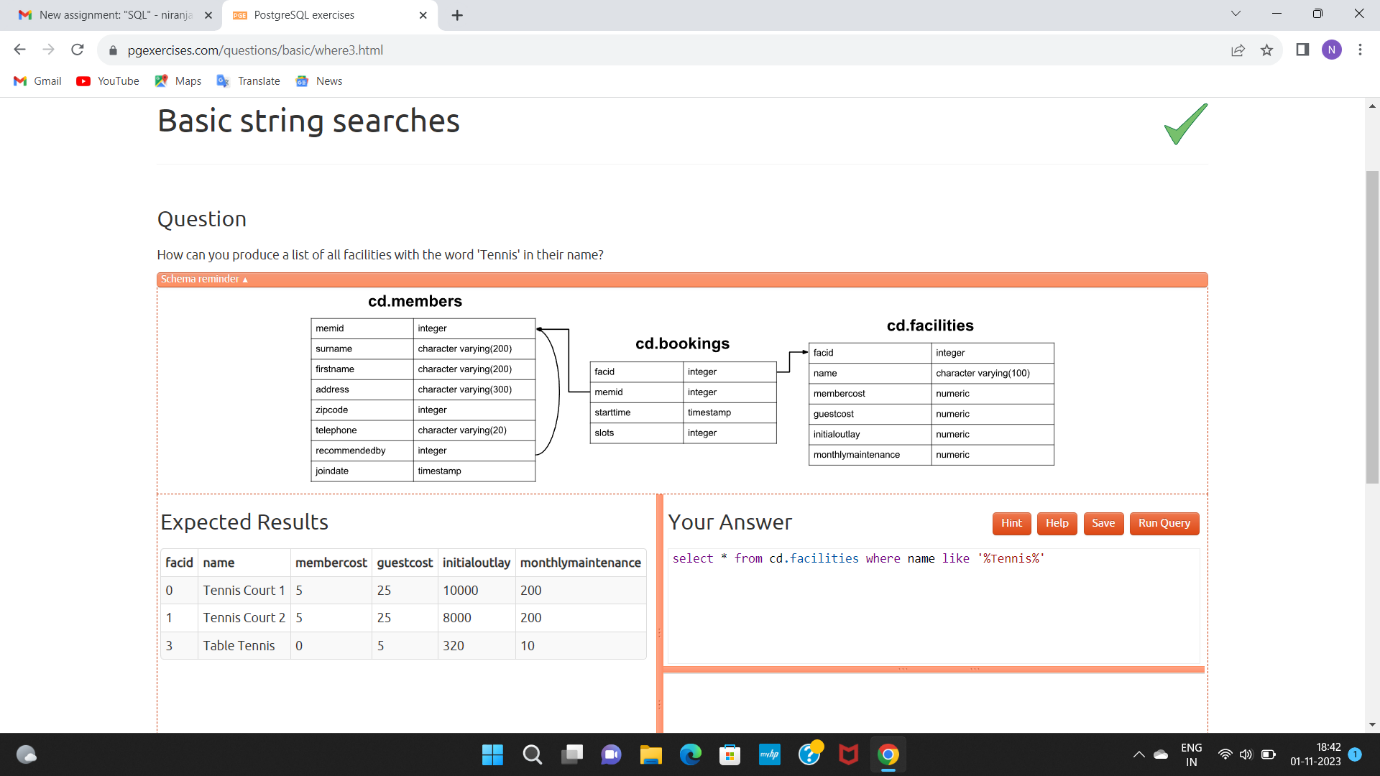 New assignment: "SQL" - niranja
PostgreSQL exercises
pgexercises.com/questions/basic/where3.html
N
Gmail YouTube Maps Translate News
Basic string searches
Question
How can you produce a list of all facilities with the word 'Tennis' in their name?
Schema reminder ▲
cd.members
memid integer
surname character varying(200)
firstname character varying(200)
address character varying(300)
zipcode integer
telephone character varying(20)
recommendedby integer
joindate timestamp
cd.bookings
facid integer
memid integer
starttime timestamp
slots integer
cd.facilities
facid integer
name character varying(100)
membercost numeric
guestcost numeric
initialoutlay numeric
monthlymaintenance numeric
Expected Results
facid name membercost guestcost initialoutlay monthlymaintenance
0 Tennis Court 1 5 25 10000 200
1 Tennis Court 2 5 25 8000 200
3 Table Tennis 0 5 320 10
Your Answer
Hint Help Save Run Query
select * from cd.facilities where name like '%Tennis%'
myhp
ENG
IN
18:42
01-11-2023
1